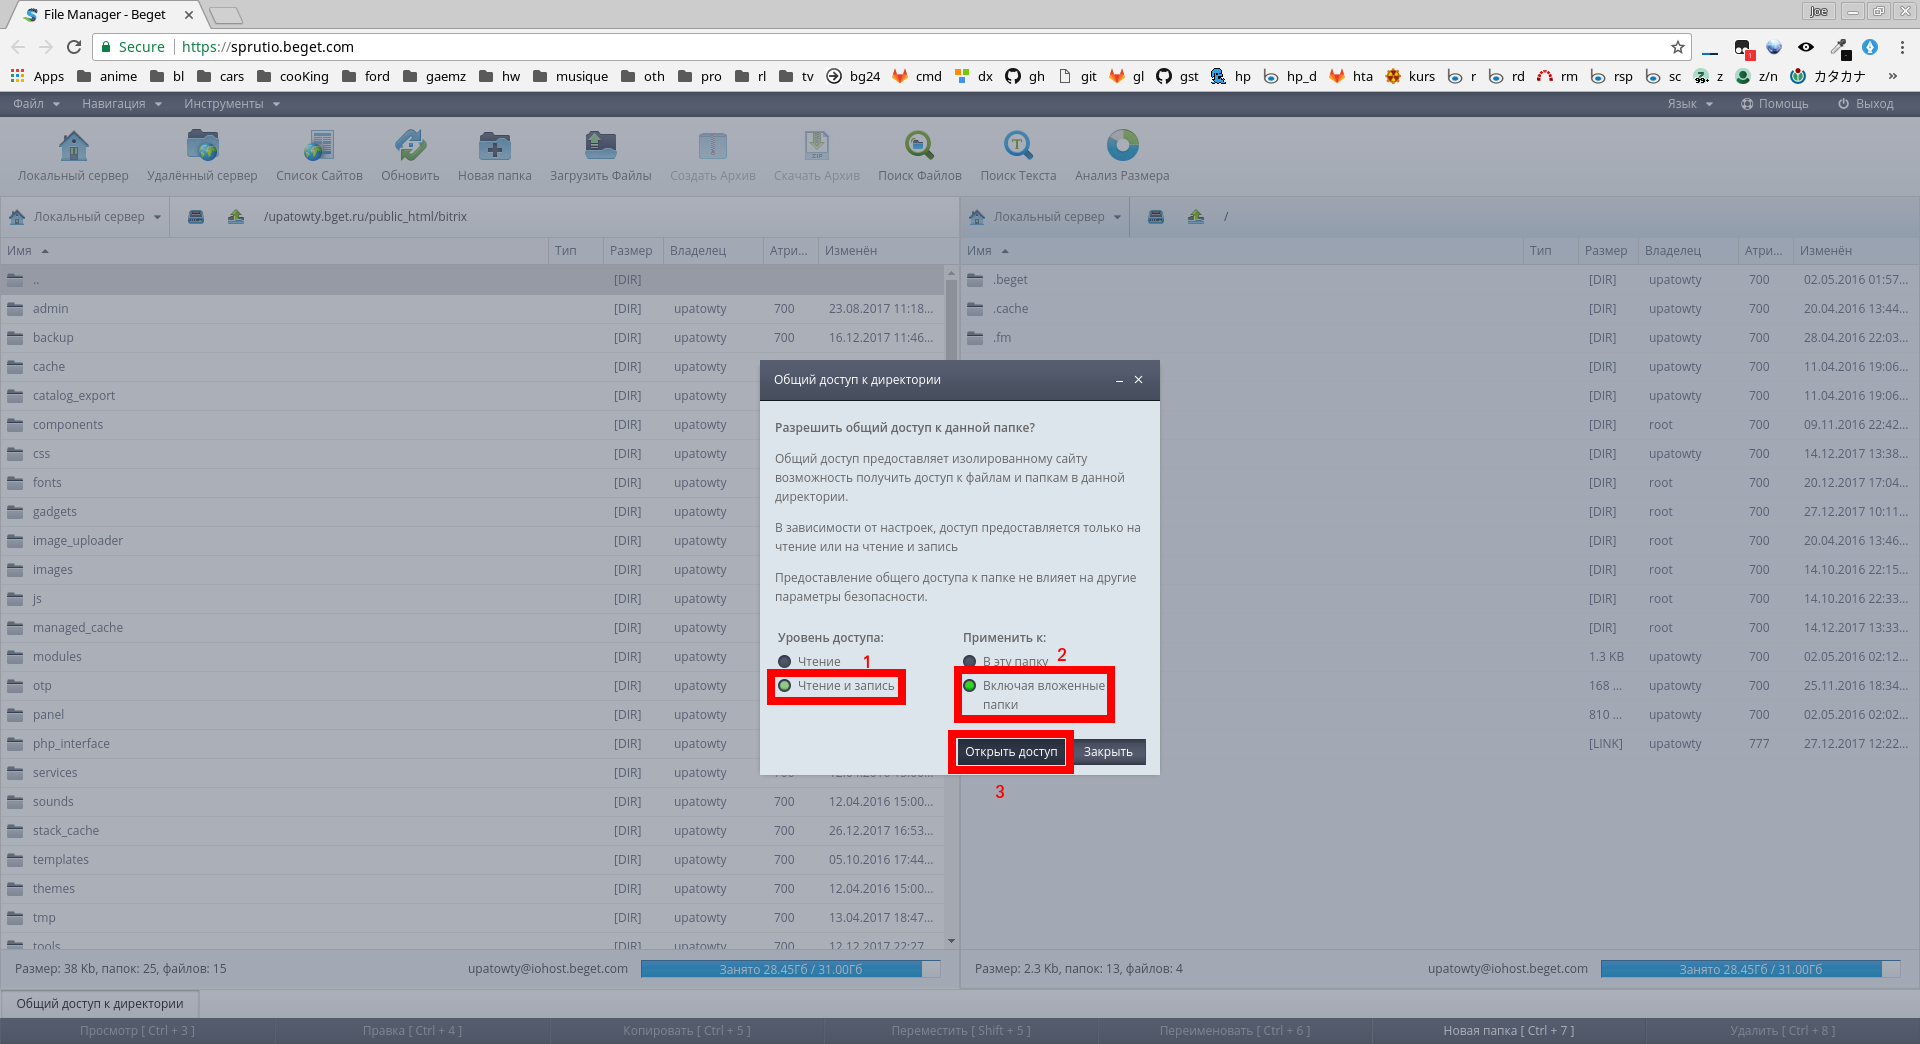 File Manager - Beget
Joe
Secure
https://sprutio.beget.com
1
Apps anime bl cars cooKing ford gaemz hw musique oth pro rl tv bg24 cmd dx gh git gl gst hp hp_d hta kurs r rd rm rsp sc z z/n カタカナ »
99+
Файл Навигация Инструменты Язык Помощь Выход
Локальный сервер Удалённый сервер Список Сайтов Обновить Новая папка Загрузить Файлы Создать Архив Скачать Архив Поиск Файлов Поиск Текста Анализ Размера
ZIP
T
Локальный сервер /upatowty.bget.ru/public_html/bitrix
Имя Тип Размер Владелец Атри... Изменён
.. [DIR]
admin [DIR] upatowty 700 23.08.2017 11:18...
backup [DIR] upatowty 700 16.12.2017 11:46...
cache [DIR] upatowty
catalog_export [DIR] upatowty
components [DIR] upatowty
css [DIR] upatowty
fonts [DIR] upatowty
gadgets [DIR] upatowty
image_uploader [DIR] upatowty
images [DIR] upatowty
js [DIR] upatowty
managed_cache [DIR] upatowty
modules [DIR] upatowty
otp [DIR] upatowty
panel [DIR] upatowty
php_interface [DIR] upatowty
services [DIR] upatowty
sounds [DIR] upatowty 700 12.04.2016 15:00...
stack_cache [DIR] upatowty 700 26.12.2017 16:53...
templates [DIR] upatowty 700 05.10.2016 17:44...
themes [DIR] upatowty 700 12.04.2016 15:00...
tmp [DIR] upatowty 700 13.04.2017 18:47...
tools [DIR] upatowty 700 12.12.2017 22:27
Размер: 38 Kb, папок: 25, файлов: 15 upatowty@iohost.beget.com Занято 28.45Гб / 31.00Гб
Локальный сервер /
Имя Тип Размер Владелец Атри... Изменён
.beget [DIR] upatowty 700 02.05.2016 01:57...
.cache [DIR] upatowty 700 20.04.2016 13:44...
.fm [DIR] upatowty 700 28.04.2016 22:03...
[DIR] upatowty 700 11.04.2016 19:06...
[DIR] upatowty 700 11.04.2016 19:06...
[DIR] root 700 09.11.2016 22:42...
[DIR] upatowty 700 14.12.2017 13:38...
[DIR] root 700 20.12.2017 17:04...
[DIR] root 700 27.12.2017 10:11...
[DIR] root 700 20.04.2016 13:46...
[DIR] root 700 14.10.2016 22:15...
[DIR] root 700 14.10.2016 22:33...
[DIR] root 700 14.12.2017 13:33...
1.3 KB upatowty 700 02.05.2016 02:12...
168 ... upatowty 700 25.11.2016 18:34...
810 ... upatowty 700 02.05.2016 02:02...
[LINK] upatowty 777 27.12.2017 12:22...
Размер: 2.3 Kb, папок: 13, файлов: 4 upatowty@iohost.beget.com Занято 28.45Гб / 31.00Гб
Общий доступ к директории
Разрешить общий доступ к данной папке?
Общий доступ предоставляет изолированному сайту
возможность получить доступ к файлам и папкам в данной
директории.
В зависимости от настроек, доступ предоставляется только на
чтение или на чтение и запись
Предоставление общего доступа к папке не влияет на другие
параметры безопасности.
Уровень доступа: Применить к:
Чтение 1 В эту папку 2
Чтение и запись Включая вложенные
папки
Открыть доступ Закрыть
3
Общий доступ к директории
Просмотр [ Ctrl + 3 ] Правка [ Ctrl + 4 ] Копировать [ Ctrl + 5 ] Переместить [ Shift + 5 ] Переименовать [ Ctrl + 6 ] Новая папка [ Ctrl + 7 ] Удалить [ Ctrl + 8 ]